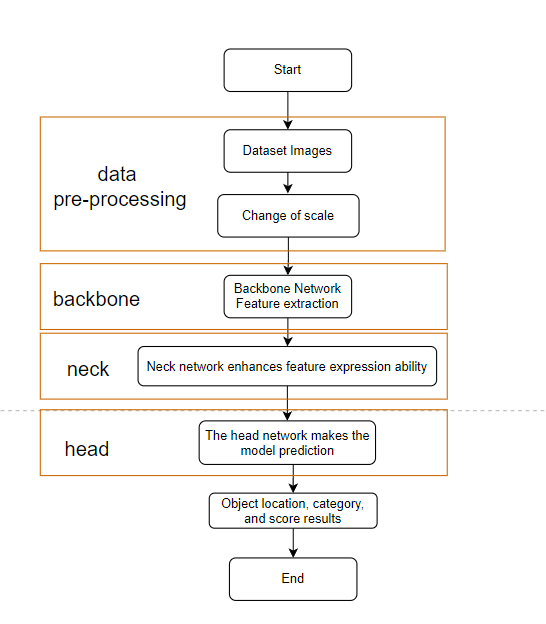 Start
data
pre-processing
Dataset Images
Change of scale
backbone
Backbone Network
Feature extraction
neck
Neck network enhances feature expression ability
head
The head network makes the
model prediction
Object location, category,
and score results
End